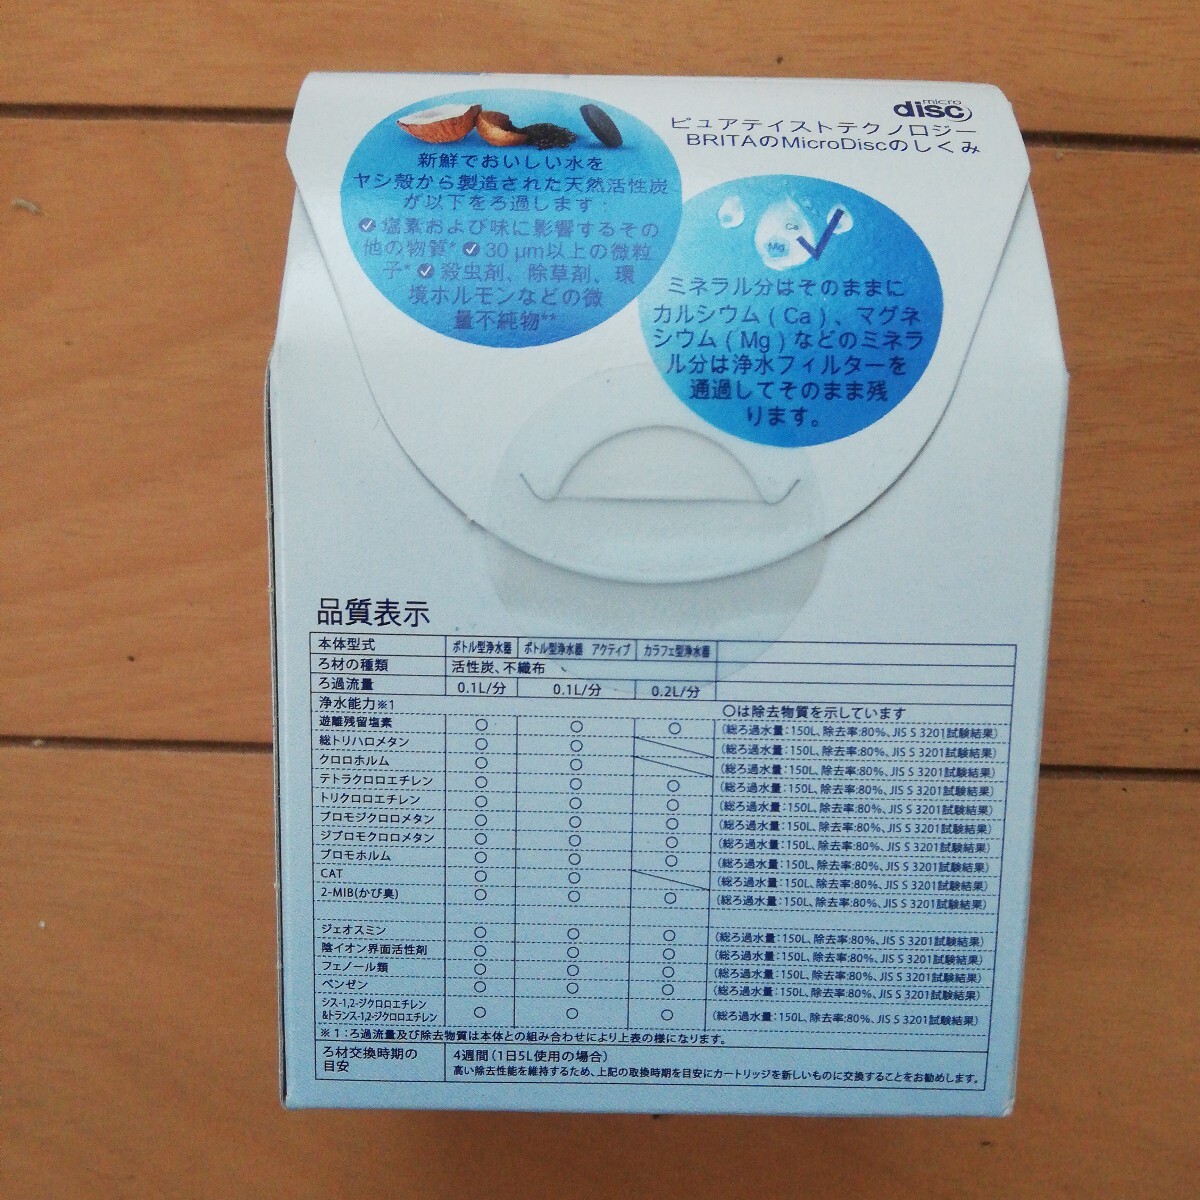 micro
disc
ピュアテイストテクノロジー
BRITAのMicroDiscのしくみ
新鮮でおいしい水を
ヤシ殻から製造された天然活性炭
が以下をろ過します：
塩素および味に影響するその
他の物質* 30 μm以上の微粒
子* 殺虫剤、除草剤、環
境ホルモンなどの微
量不純物**
Ca
Mg
ミネラル分はそのままに
カルシウム（Ca）、マグネ
シウム（Mg）などのミネラ
ル分は浄水フィルターを
通過してそのまま残
ります。
品質表示
本体型式 ボトル型浄水器 ボトル型浄水器 アクティブ カラフェ型浄水器
ろ材の種類 活性炭、不織布
ろ過流量 0.1L/分 0.1L/分 0.2L/分
浄水能力※1 〇は除去物質を示しています
遊離残留塩素 〇 〇 〇 (総ろ過水量：150L、除去率:80%、JIS S 3201試験結果)
総トリハロメタン 〇 〇 (総ろ過水量：150L、除去率:80%、JIS S 3201試験結果)
クロロホルム 〇 〇 (総ろ過水量：150L、除去率:80%、JIS S 3201試験結果)
テトラクロロエチレン 〇 〇 〇 (総ろ過水量：150L、除去率:80%、JIS S 3201試験結果)
トリクロロエチレン 〇 〇 〇 (総ろ過水量：150L、除去率:80%、JIS S 3201試験結果)
ブロモジクロロメタン 〇 〇 〇 (総ろ過水量：150L、除去率:80%、JIS S 3201試験結果)
ジブロモクロロメタン 〇 〇 〇 (総ろ過水量：150L、除去率:80%、JIS S 3201試験結果)
ブロモホルム 〇 〇 〇 (総ろ過水量：150L、除去率:80%、JIS S 3201試験結果)
CAT 〇 〇 (総ろ過水量：150L、除去率:80%、JIS S 3201試験結果)
2-MIB(かび臭) 〇 〇 〇 (総ろ過水量：150L、除去率:80%、JIS S 3201試験結果)
ジェオスミン 〇 〇 〇 (総ろ過水量：150L、除去率:80%、JIS S 3201試験結果)
陰イオン界面活性剤 〇 〇 〇 (総ろ過水量：150L、除去率:80%、JIS S 3201試験結果)
フェノール類 〇 〇 〇 (総ろ過水量：150L、除去率:80%、JIS S 3201試験結果)
ベンゼン 〇 〇 〇 (総ろ過水量：150L、除去率:80%、JIS S 3201試験結果)
シス-1,2-ジクロロエチレン
&トランス-1,2-ジクロロエチレン 〇 〇 〇 (総ろ過水量：150L、除去率:80%、JIS S 3201試験結果)
※1：ろ過流量及び除去物質は本体との組み合わせにより上表の様になります。
ろ材交換時期の
目安
4週間（1日5L使用の場合）
高い除去性能を維持するため、上記の取換時期を目安にカートリッジを新しいものに交換することをお勧めします。